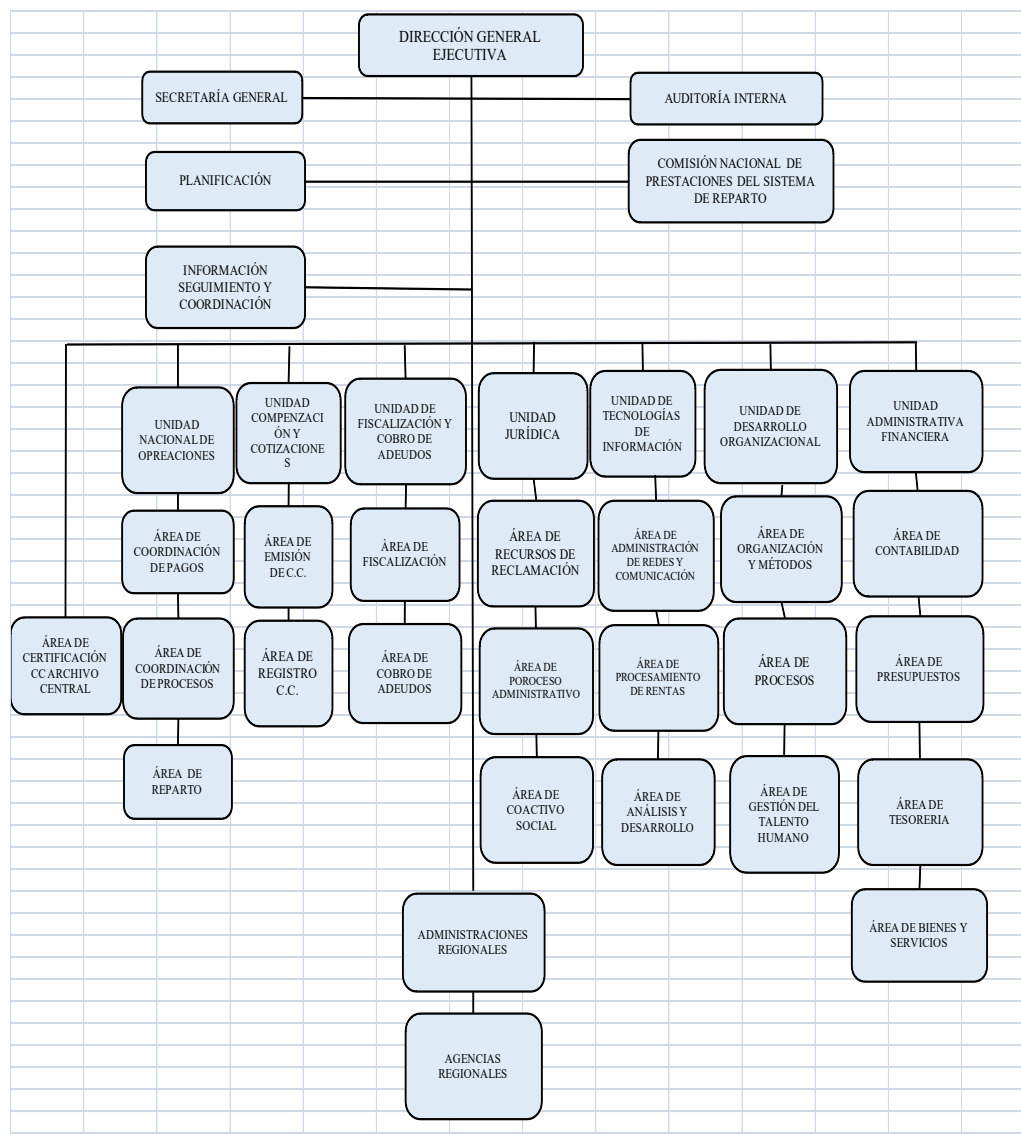 DIRECCIÓN GENERAL
EJECUTIVA
SECRETARÍA GENERAL
AUDITORÍA INTERNA
PLANIFICACIÓN
COMISIÓN NACIONAL DE
PRESTACIONES DEL SISTEMA
DE REPARTO
INFORMACIÓN
SEGUIMIENTO Y
COORDINACIÓN
UNIDAD
NACIONAL DE
OPREACIONES
UNIDAD
COMPENZACI
ÓN Y
COTIZACIONE
S
UNIDAD DE
FISCALIZACIÓN Y
COBRO DE
ADEUDOS
UNIDAD
JURÍDICA
UNIDAD DE
TECNOLOGÍAS
DE
INFORMACIÓN
UNIDAD DE
DESARROLLO
ORGANIZACIONAL
UNIDAD
ADMINISTRATIVA
FINANCIERA
ÁREA DE
COORDINACIÓN
DE PAGOS
ÁREA DE
EMISIÓN
DE C.C.
ÀREA DE
FISCALIZACIÓN
ÁREA DE
RECURSOS DE
RECLAMACIÓN
ÁREA DE
ADMINISTRACIÓN
DE REDES Y
COMUNICACIÓN
ÁREA DE
ORGANIZACIÓN
Y MÉTODOS
ÁREA DE
CONTABILIDAD
ÁREA DE
CERTIFICACIÓN
CC ARCHIVO
CENTRAL
ÁREA DE
COORDINACIÓN
DE PROCESOS
ÁREA DE
REGISTRO
C.C.
ÁREA DE
COBRO DE
ADEUDOS
ÁREA DE
POROCESO
ADMINISTRATIVO
ÁREA DE
PROCESAMIENTO
DE RENTAS
ÁREA DE
PROCESOS
ÁREA DE
PRESUPUESTOS
ÁREA DE
REPARTO
ÁREA DE
COACTIVO
SOCIAL
ÁREA DE
ANÁLISIS Y
DESARROLLO
ÁREA DE
GESTIÓN DEL
TALENTO
HUMANO
ÁREA DE
TESORERIA
ADMINISTRACIONES
REGIONALES
ÁREA DE BIENES Y
SERVICIOS
AGENCIAS
REGIONALES